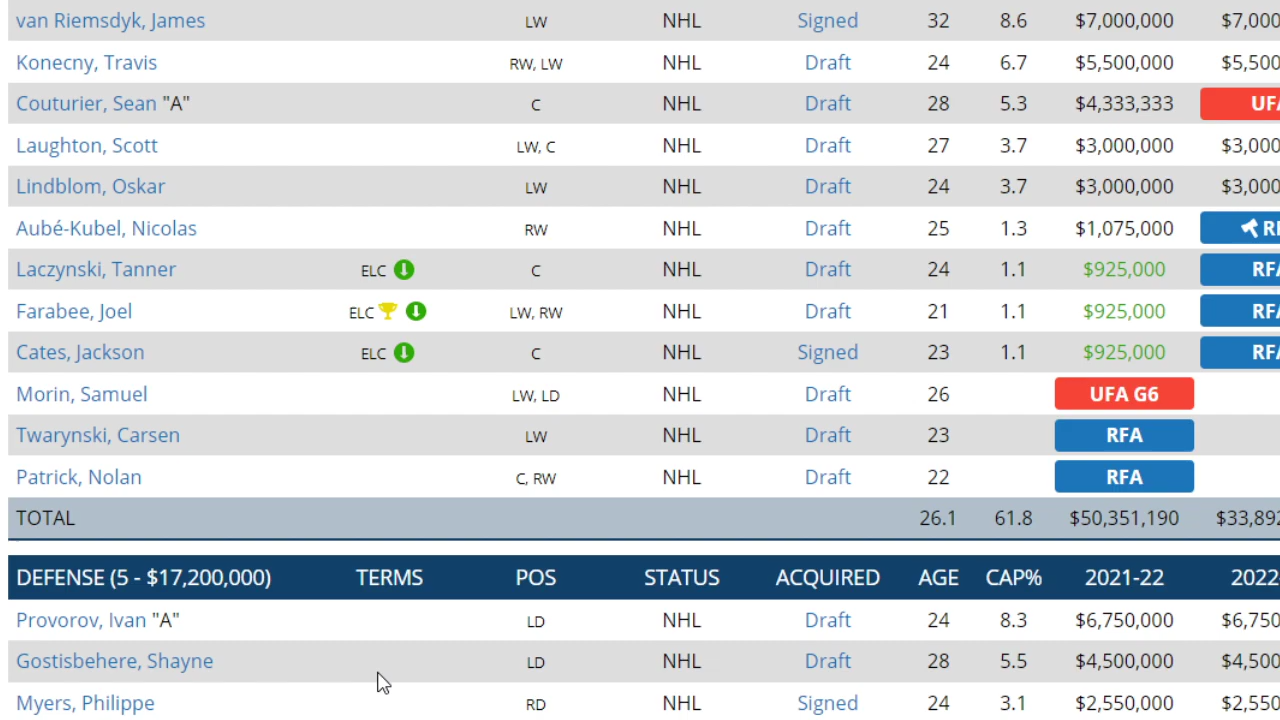 van Riemsdyk, James LW NHL Signed 32 8.6 $7,000,000 $7,000
Konecny, Travis RW, LW NHL Draft 24 6.7 $5,500,000 $5,500
Couturier, Sean "A" C NHL Draft 28 5.3 $4,333,333 UFA
Laughton, Scott LW, C NHL Draft 27 3.7 $3,000,000 $3,000
Lindblom, Oskar LW NHL Draft 24 3.7 $3,000,000 $3,000
Aubé-Kubel, Nicolas RW NHL Draft 25 1.3 $1,075,000 RF
Laczynski, Tanner ELC C NHL Draft 24 1.1 $925,000 RFA
Farabee, Joel ELC LW, RW NHL Draft 21 1.1 $925,000 RFA
Cates, Jackson ELC C NHL Signed 23 1.1 $925,000 RFA
Morin, Samuel LW, LD NHL Draft 26 UFA G6
Twarynski, Carsen LW NHL Draft 23 RFA
Patrick, Nolan C, RW NHL Draft 22 RFA
TOTAL 26.1 61.8 $50,351,190 $33,892
DEFENSE (5 - $17,200,000) TERMS POS STATUS ACQUIRED AGE CAP% 2021-22 2022
Provorov, Ivan "A" LD NHL Draft 24 8.3 $6,750,000 $6,750
Gostisbehere, Shayne LD NHL Draft 28 5.5 $4,500,000 $4,500
Myers, Philippe RD NHL Signed 24 3.1 $2,550,000 $2,550